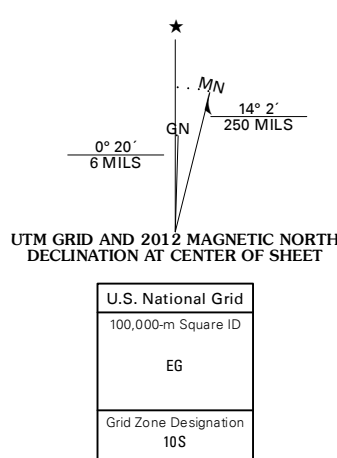 ★
MN
GN
14° 2´
250 MILS
0° 20´
6 MILS
UTM GRID AND 2012 MAGNETIC NORTH
DECLINATION AT CENTER OF SHEET
U.S. National Grid
100,000-m Square ID
EG
Grid Zone Designation
10S